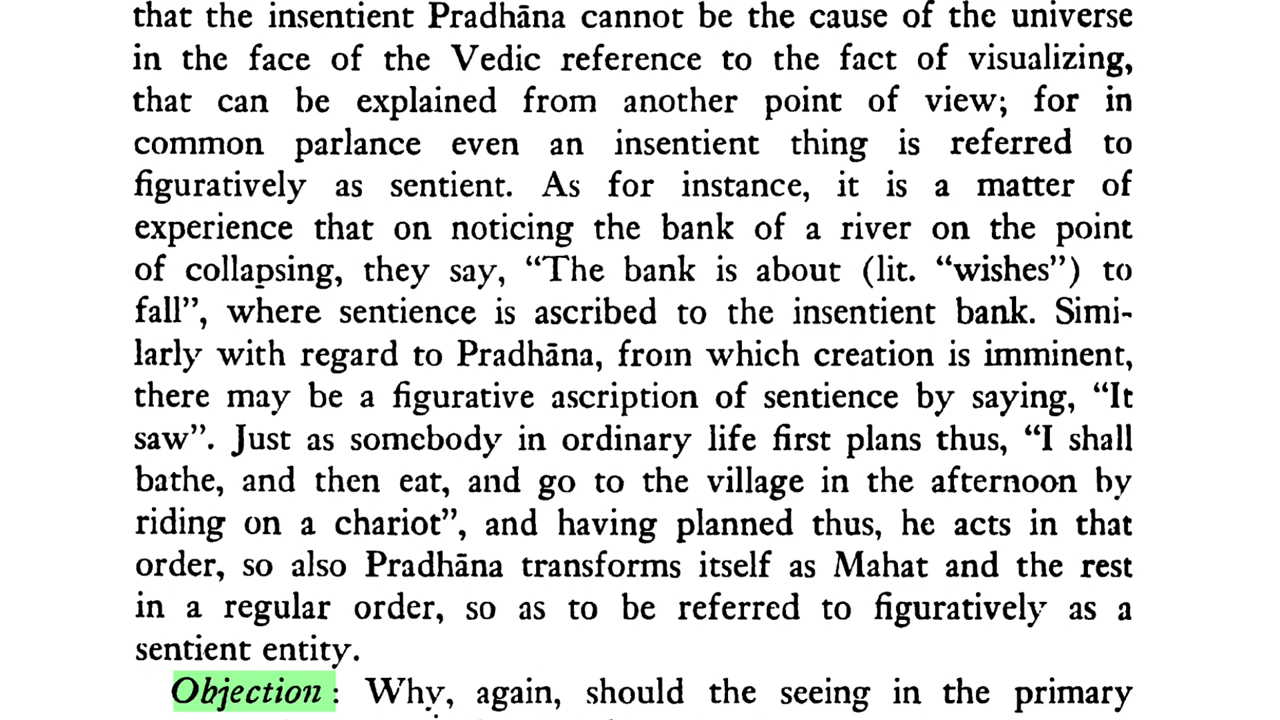 that the insentient Pradhāna cannot be the cause of the universe
in the face of the Vedic reference to the fact of visualizing,
that can be explained from another point of view; for in
common parlance even an insentient thing is referred to
figuratively as sentient. As for instance, it is a matter of
experience that on noticing the bank of a river on the point
of collapsing, they say, “The bank is about (lit. “wishes”) to
fall”, where sentience is ascribed to the insentient bank. Simi-
larly with regard to Pradhāna, from which creation is imminent,
there may be a figurative ascription of sentience by saying, “It
saw”. Just as somebody in ordinary life first plans thus, “I shall
bathe, and then eat, and go to the village in the afternoon by
riding on a chariot”, and having planned thus, he acts in that
order, so also Pradhāna transforms itself as Mahat and the rest
in a regular order, so as to be referred to figuratively as a
sentient entity.
Objection : Why, again, should the seeing in the primary